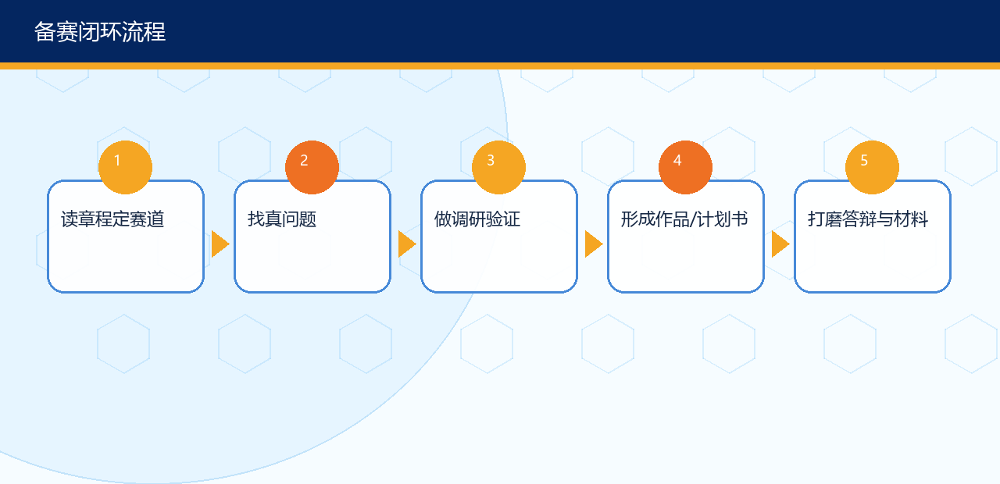 备赛闭环流程
1
读章程定赛道
2
找真问题
3
做调研验证
4
形成作品/计划书
5
打磨答辩与材料